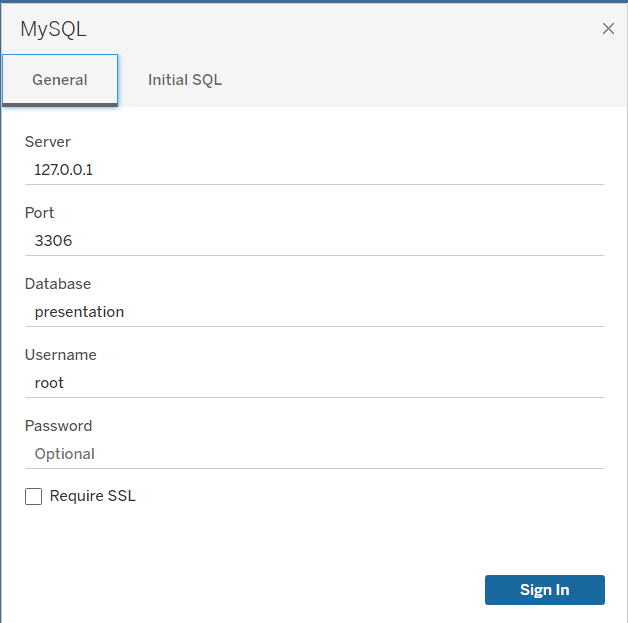 MySQL
General
Initial SQL
Server
127.0.0.1
Port
3306
Database
presentation
Username
root
Password
Optional
Require SSL
Sign In